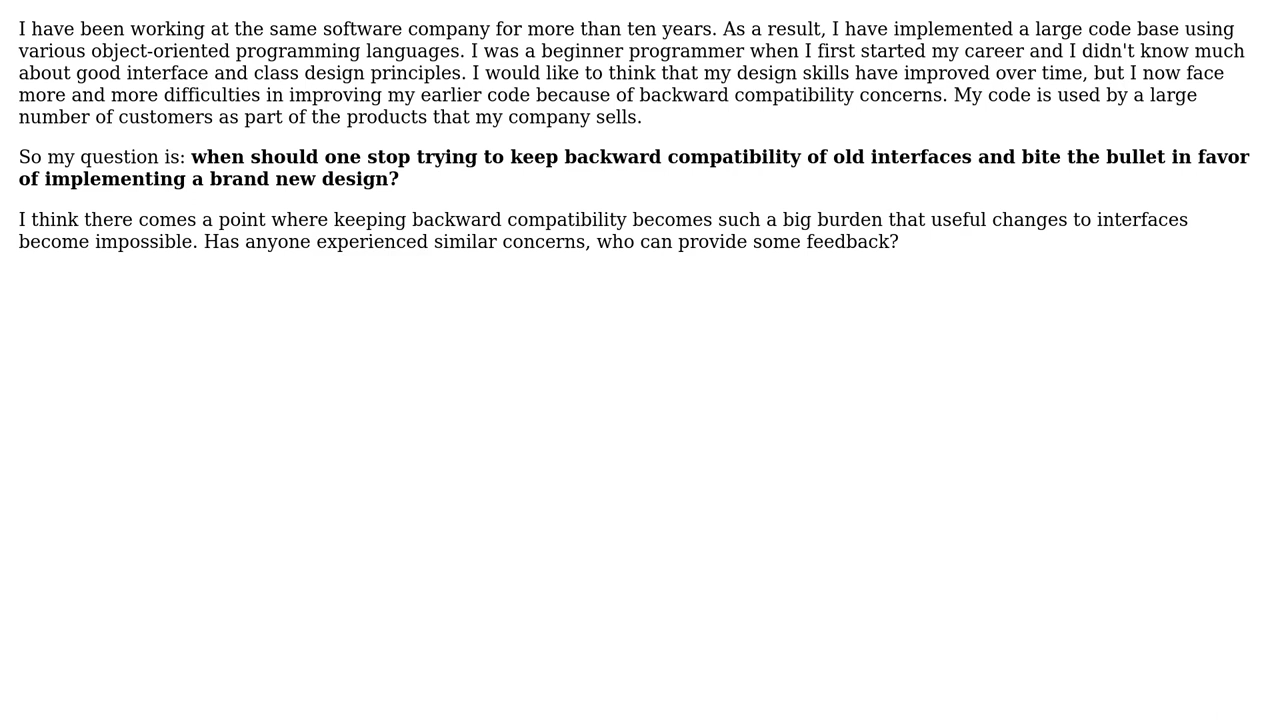 I have been working at the same software company for more than ten years. As a result, I have implemented a large code base using
various object-oriented programming languages. I was a beginner programmer when I first started my career and I didn't know much
about good interface and class design principles. I would like to think that my design skills have improved over time, but I now face
more and more difficulties in improving my earlier code because of backward compatibility concerns. My code is used by a large
number of customers as part of the products that my company sells.
So my question is: when should one stop trying to keep backward compatibility of old interfaces and bite the bullet in favor
of implementing a brand new design?
I think there comes a point where keeping backward compatibility becomes such a big burden that useful changes to interfaces
become impossible. Has anyone experienced similar concerns, who can provide some feedback?